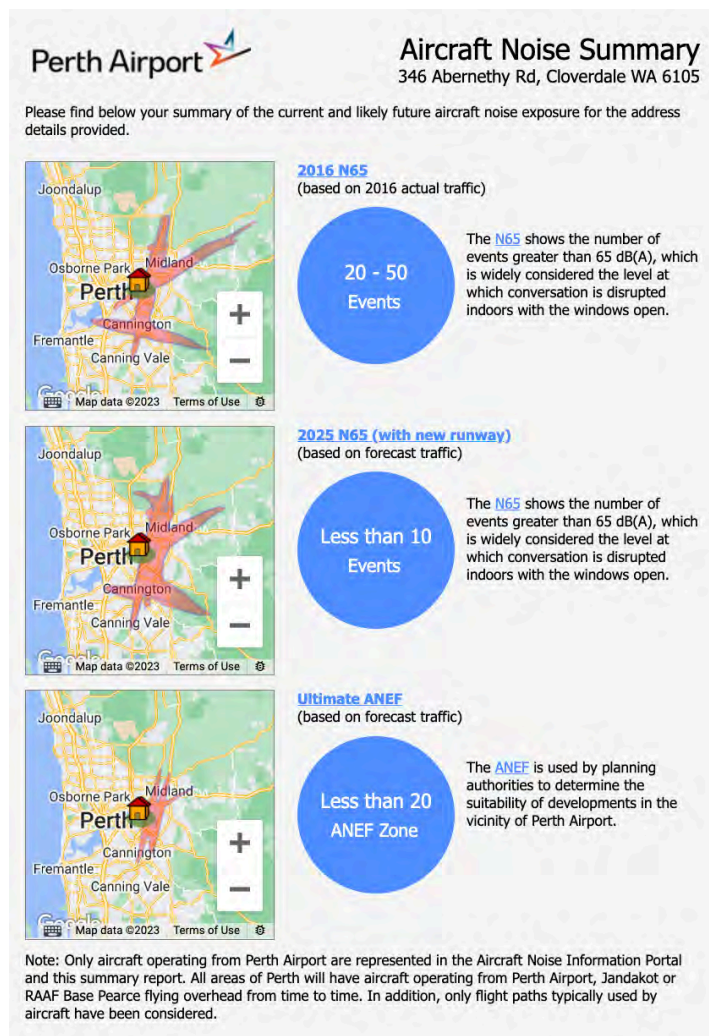 Perth Airport
Aircraft Noise Summary
346 Abernethy Rd, Cloverdale WA 6105
Please find below your summary of the current and likely future aircraft noise exposure for the address
details provided.
Joondalup
Osborne Park
Midland
Perth
Cannington
Fremantle
Canning Vale
+
−
Google
Map data ©2023 Terms of Use
2016 N65
(based on 2016 actual traffic)
20 - 50
Events
The N65 shows the number of
events greater than 65 dB(A), which
is widely considered the level at
which conversation is disrupted
indoors with the windows open.
Joondalup
Osborne Park
Midland
Perth
Cannington
Fremantle
Canning Vale
+
−
Google
Map data ©2023 Terms of Use
2025 N65 (with new runway)
(based on forecast traffic)
Less than 10
Events
The N65 shows the number of
events greater than 65 dB(A), which
is widely considered the level at
which conversation is disrupted
indoors with the windows open.
Joondalup
Osborne Park
Midland
Perth
Cannington
Fremantle
Canning Vale
+
−
Google
Map data ©2023 Terms of Use
Ultimate ANEF
(based on forecast traffic)
Less than 20
ANEF Zone
The ANEF is used by planning
authorities to determine the
suitability of developments in the
vicinity of Perth Airport.
Note: Only aircraft operating from Perth Airport are represented in the Aircraft Noise Information Portal
and this summary report. All areas of Perth will have aircraft operating from Perth Airport, Jandakot or
RAAF Base Pearce flying overhead from time to time. In addition, only flight paths typically used by
aircraft have been considered.